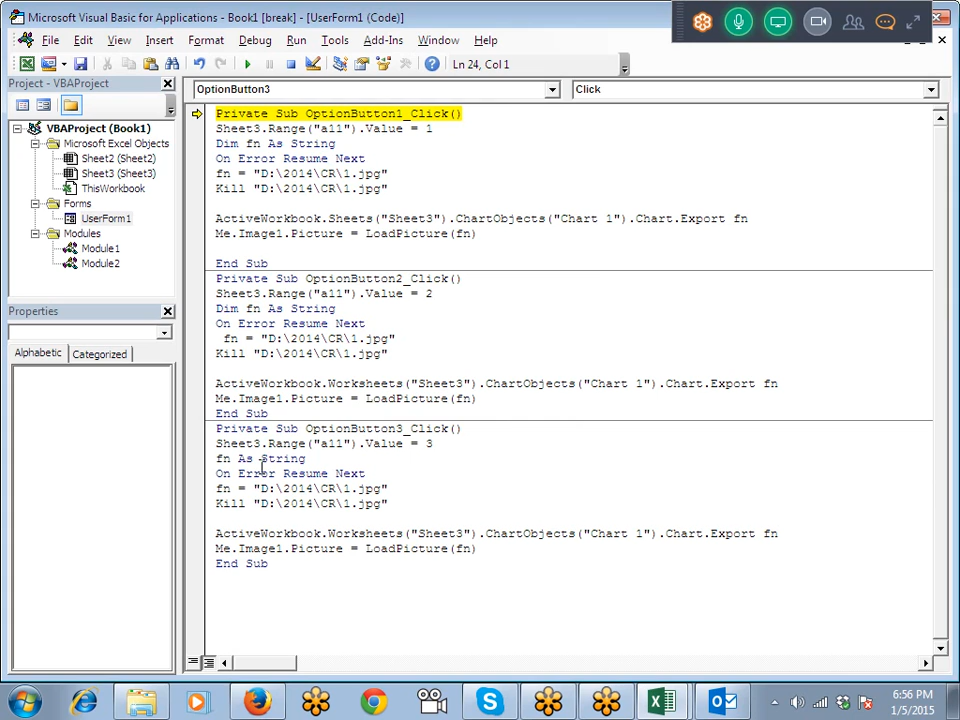 Microsoft Visual Basic for Applications - Book1 [break] - [UserForm1 (Code)]
File Edit View Insert Format Debug Run Tools Add-Ins Window Help
Ln 24, Col 1
Project - VBAProject
OptionButton3
Click
VBAProject (Book1)
Microsoft Excel Objects
Sheet2 (Sheet2)
Sheet3 (Sheet3)
ThisWorkbook
Forms
UserForm1
Modules
Module1
Module2
Properties
Alphabetic Categorized
Private Sub OptionButton1_Click()
Sheet3.Range("a11").Value = 1
Dim fn As String
On Error Resume Next
fn = "D:\2014\CR\1.jpg"
Kill "D:\2014\CR\1.jpg"
ActiveWorkbook.Sheets("Sheet3").ChartObjects("Chart 1").Chart.Export fn
Me.Image1.Picture = LoadPicture(fn)
End Sub
Private Sub OptionButton2_Click()
Sheet3.Range("a11").Value = 2
Dim fn As String
On Error Resume Next
fn = "D:\2014\CR\1.jpg"
Kill "D:\2014\CR\1.jpg"
ActiveWorkbook.Worksheets("Sheet3").ChartObjects("Chart 1").Chart.Export fn
Me.Image1.Picture = LoadPicture(fn)
End Sub
Private Sub OptionButton3_Click()
Sheet3.Range("a11").Value = 3
fn As String
On Error Resume Next
fn = "D:\2014\CR\1.jpg"
Kill "D:\2014\CR\1.jpg"
ActiveWorkbook.Worksheets("Sheet3").ChartObjects("Chart 1").Chart.Export fn
Me.Image1.Picture = LoadPicture(fn)
End Sub
6:56 PM
1/5/2015